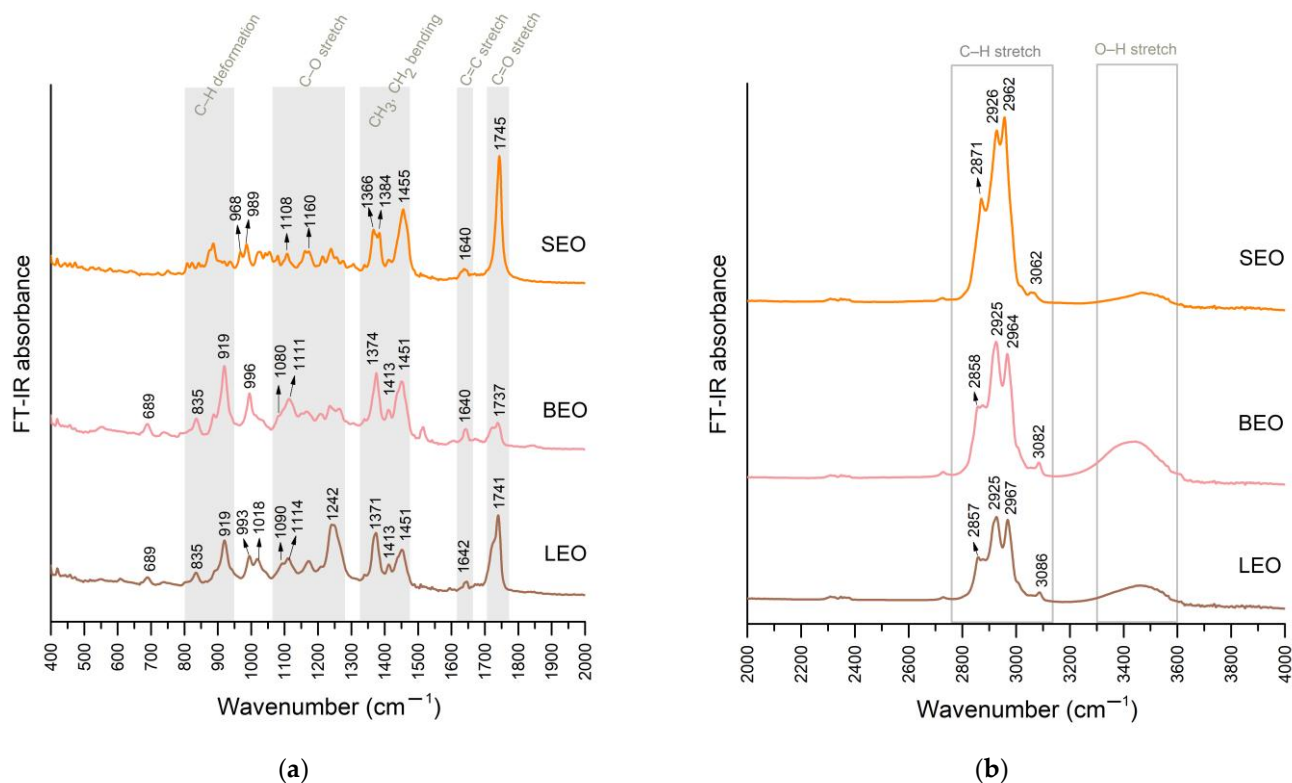 C–H deformation
C–O stretch
CH3, CH2 bending
C=C stretch
C=O stretch
FT-IR absorbance
968
989
1108
1160
1366
1384
1455
1640
1745
SEO
689
835
919
996
1080
1111
1374
1413
1451
1640
1737
BEO
689
835
919
993
1018
1090
1114
1242
1371
1413
1451
1642
1741
LEO
400 500 600 700 800 900 1000 1100 1200 1300 1400 1500 1600 1700 1800 1900 2000
Wavenumber (cm−1)
(a)
C–H stretch
O–H stretch
FT-IR absorbance
2871
2926
2962
3062
SEO
2858
2925
2964
3082
BEO
2857
2925
2967
3086
LEO
2000 2200 2400 2600 2800 3000 3200 3400 3600 3800 4000
Wavenumber (cm−1)
(b)